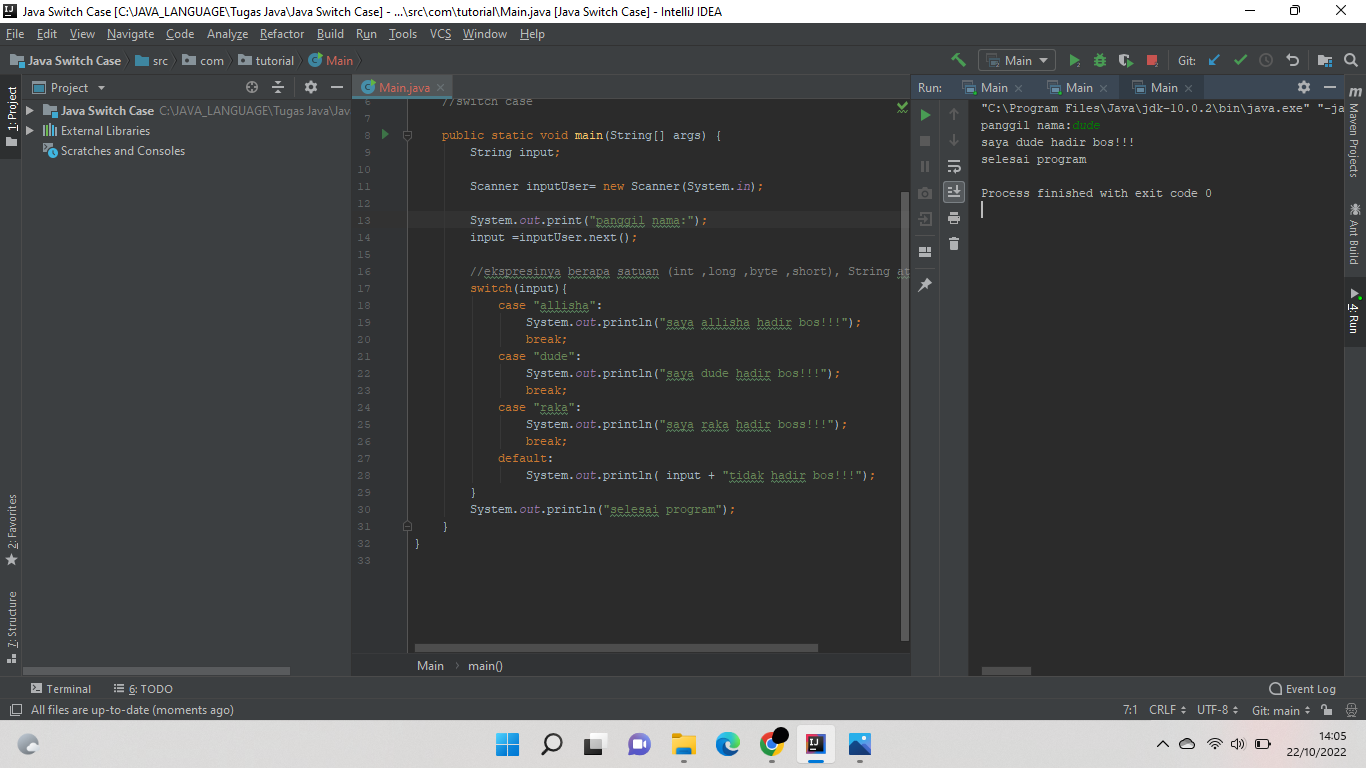 Java Switch Case [C:\JAVA_LANGUAGE\Tugas Java\Java Switch Case] - ...\src\com\tutorial\Main.java [Java Switch Case] - IntelliJ IDEA
File Edit View Navigate Code Analyze Refactor Build Run Tools VCS Window Help
Java Switch Case src com tutorial Main
Main Git:
1: Project
Project
Java Switch Case C:\JAVA_LANGUAGE\Tugas Java\Jav
External Libraries
Scratches and Consoles
2: Favorites
7: Structure
Main.java
6 //switch case
7
8 public static void main(String[] args) {
9 String input;
10
11 Scanner inputUser= new Scanner(System.in);
12
13 System.out.print("panggil nama:");
14 input =inputUser.next();
15
16 //ekspresinya berapa satuan (int ,long ,byte ,short), String at
17 switch(input){
18 case "allisha":
19 System.out.println("saya allisha hadir bos!!!");
20 break;
21 case "dude":
22 System.out.println("saya dude hadir bos!!!");
23 break;
24 case "raka":
25 System.out.println("saya raka hadir boss!!!");
26 break;
27 default:
28 System.out.println( input + "tidak hadir bos!!!");
29 }
30 System.out.println("selesai program");
31 }
32 }
33
Main main()
Run: Main Main Main
"C:\Program Files\Java\jdk-10.0.2\bin\java.exe" "-ja
panggil nama:dude
saya dude hadir bos!!!
selesai program
Process finished with exit code 0
Maven Projects
Ant Build
4: Run
Terminal 6: TODO Event Log
All files are up-to-date (moments ago) 7:1 CRLF UTF-8 Git: main
14:05
22/10/2022